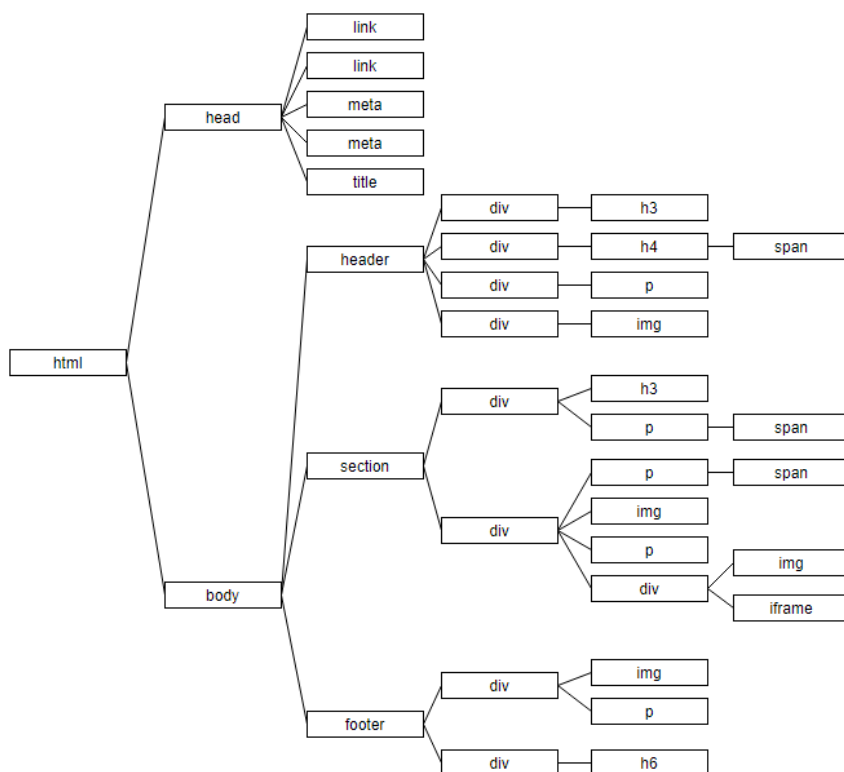 link
link
meta
head
meta
title
div h3
div h4 span
header
div p
div img
html
h3
div
p span
section
p span
img
div
p
img
div
body
iframe
img
div
p
footer
div h6